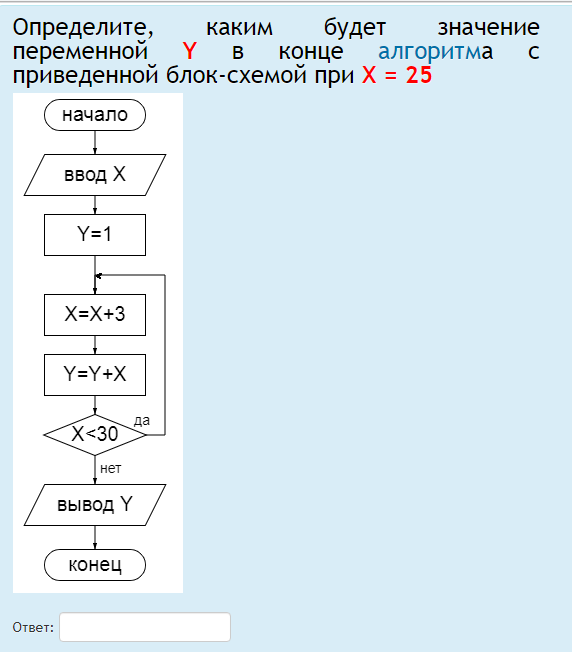 Определите, каким будет значение
переменной Y в конце алгоритма с
приведенной блок-схемой при X = 25
начало
ввод X
Y=1
X=X+3
Y=Y+X
да
X<30
нет
вывод Y
конец
Ответ: